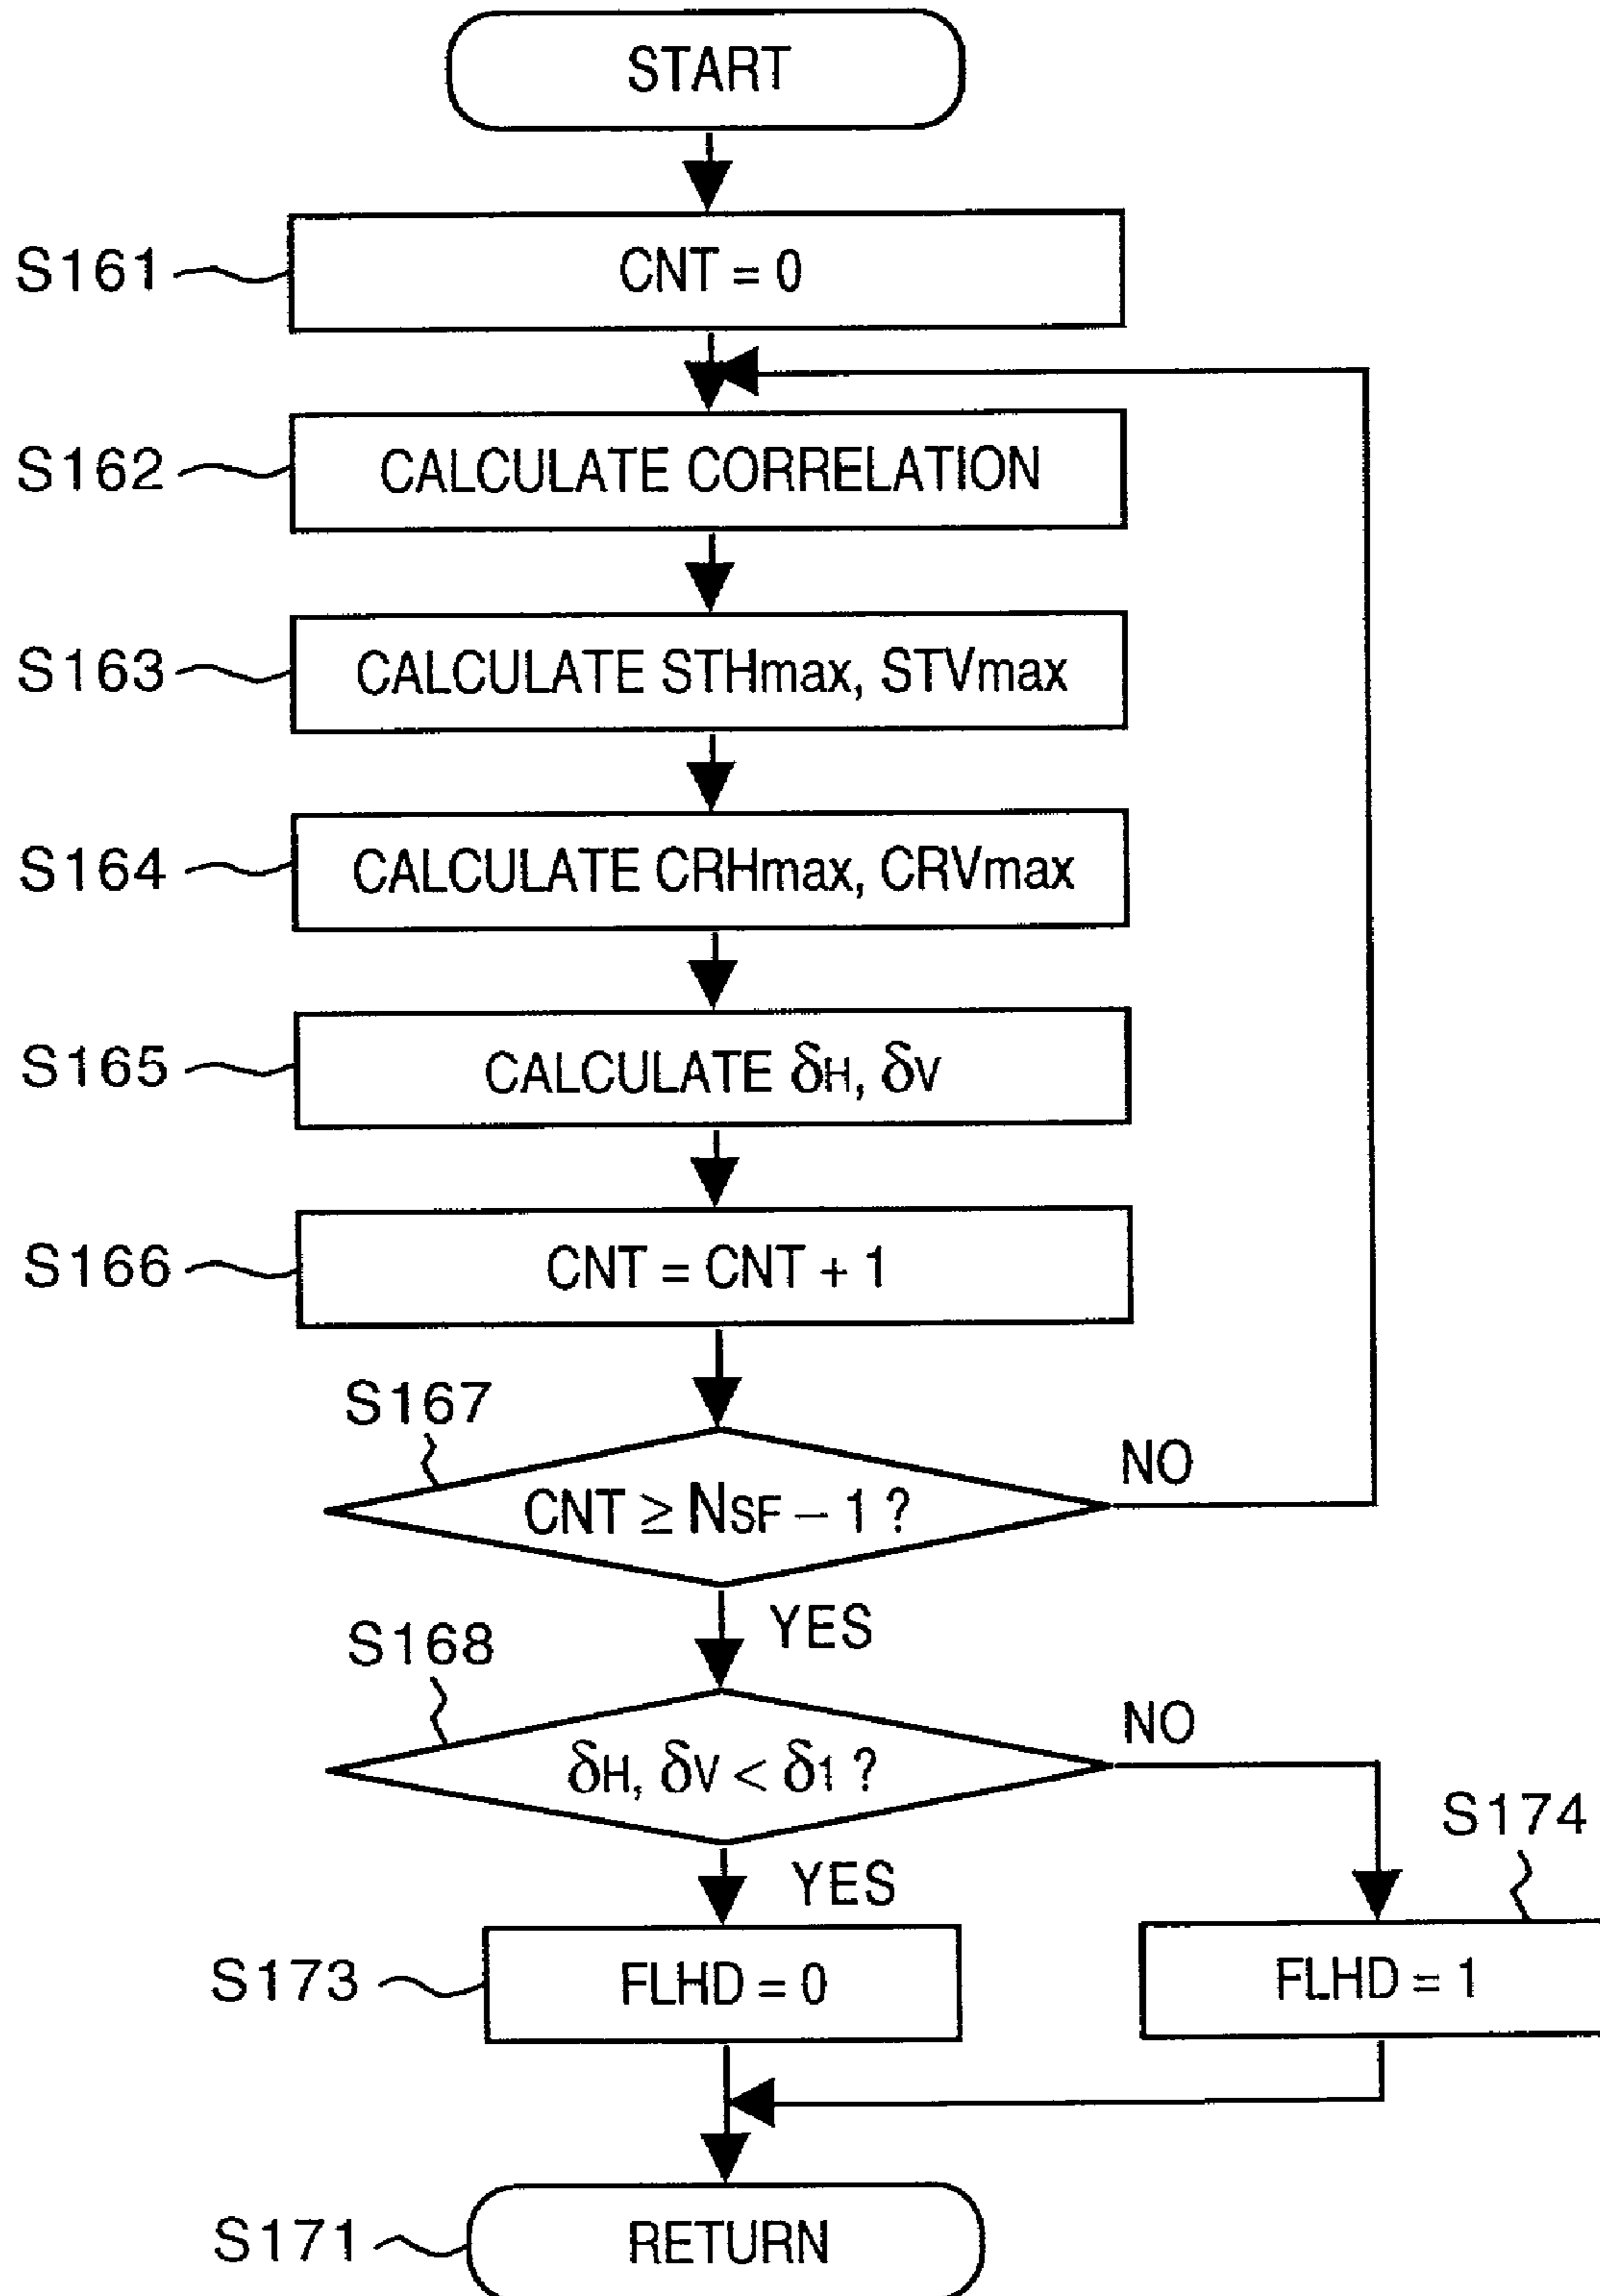 START
S161
CNT = 0
S162
CALCULATE CORRELATION
S163
CALCULATE STHmax, STVmax
S164
CALCULATE CRHmax, CRVmax
S165
CALCULATE δH, δV
S166
CNT = CNT + 1
S167
CNT ≥ NSF – 1 ?
NO
YES
S168
δH, δV < δ1 ?
NO
YES
S174
S173
FLHD = 0
FLHD = 1
S171
RETURN